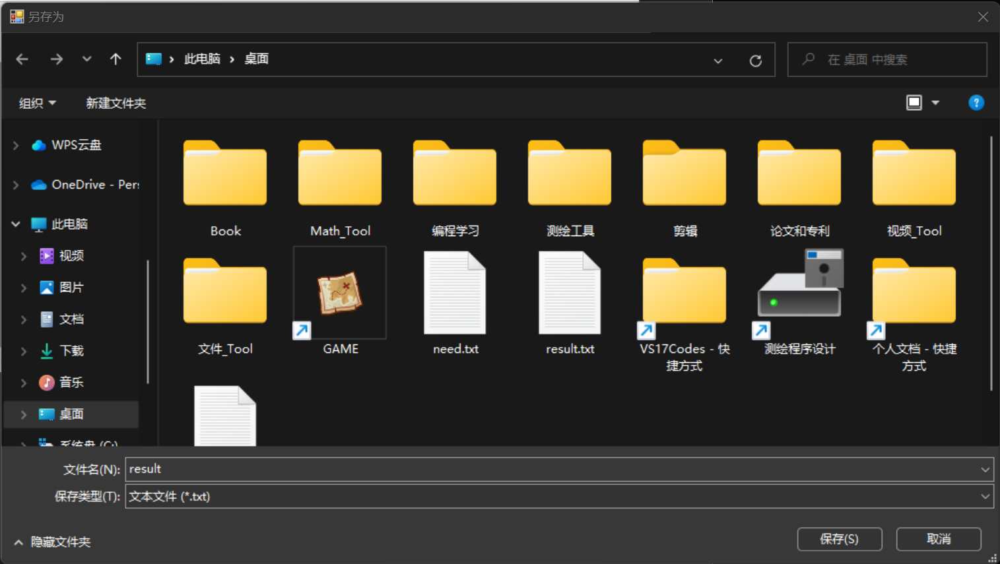 另存为
此电脑 桌面
在 桌面 中搜索
组织 新建文件夹
WPS云盘
OneDrive - Pers
此电脑
视频
图片
文档
下载
音乐
桌面
系统盘 (C:)
Book Math_Tool 编程学习 测绘工具 剪辑 论文和专利 视频_Tool
文件_Tool GAME need.txt result.txt VS17Codes - 快 测绘程序设计 个人文档 - 快捷
捷方式 方式
文件名(N): result
保存类型(T): 文本文件 (*.txt)
隐藏文件夹 保存(S) 取消